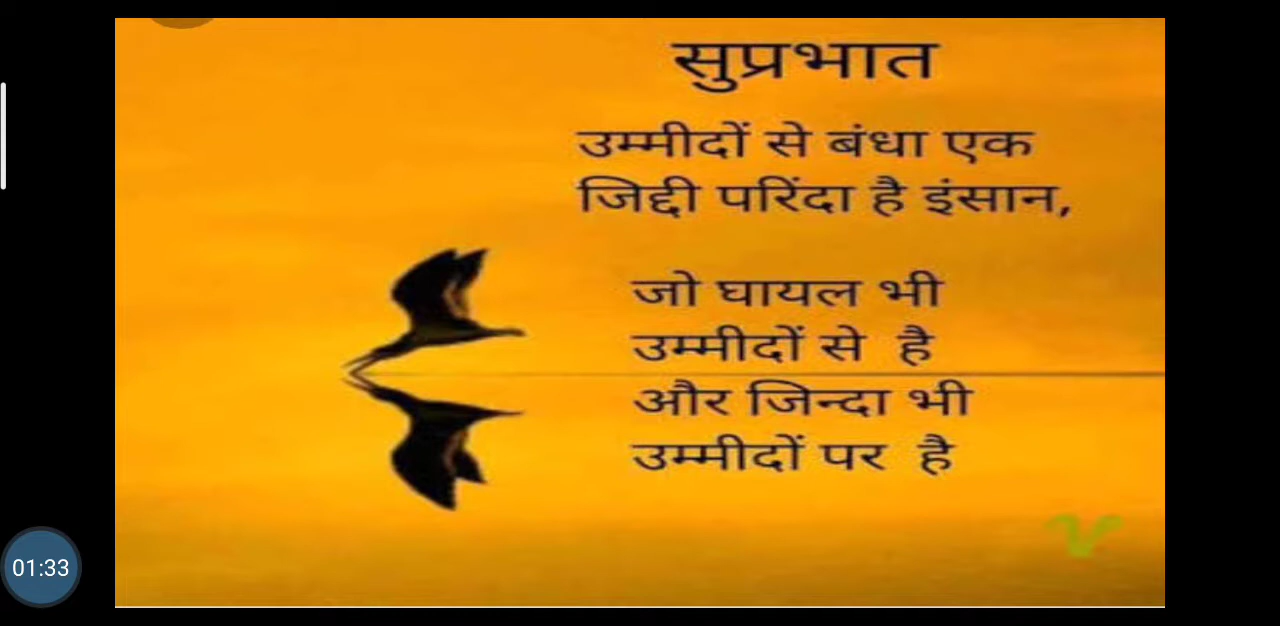 सुप्रभात
उम्मीदों से बंधा एक
जिद्दी परिंदा है इंसान,
जो घायल भी
उम्मीदों से है
और जिन्दा भी
उम्मीदों पर है
01:33